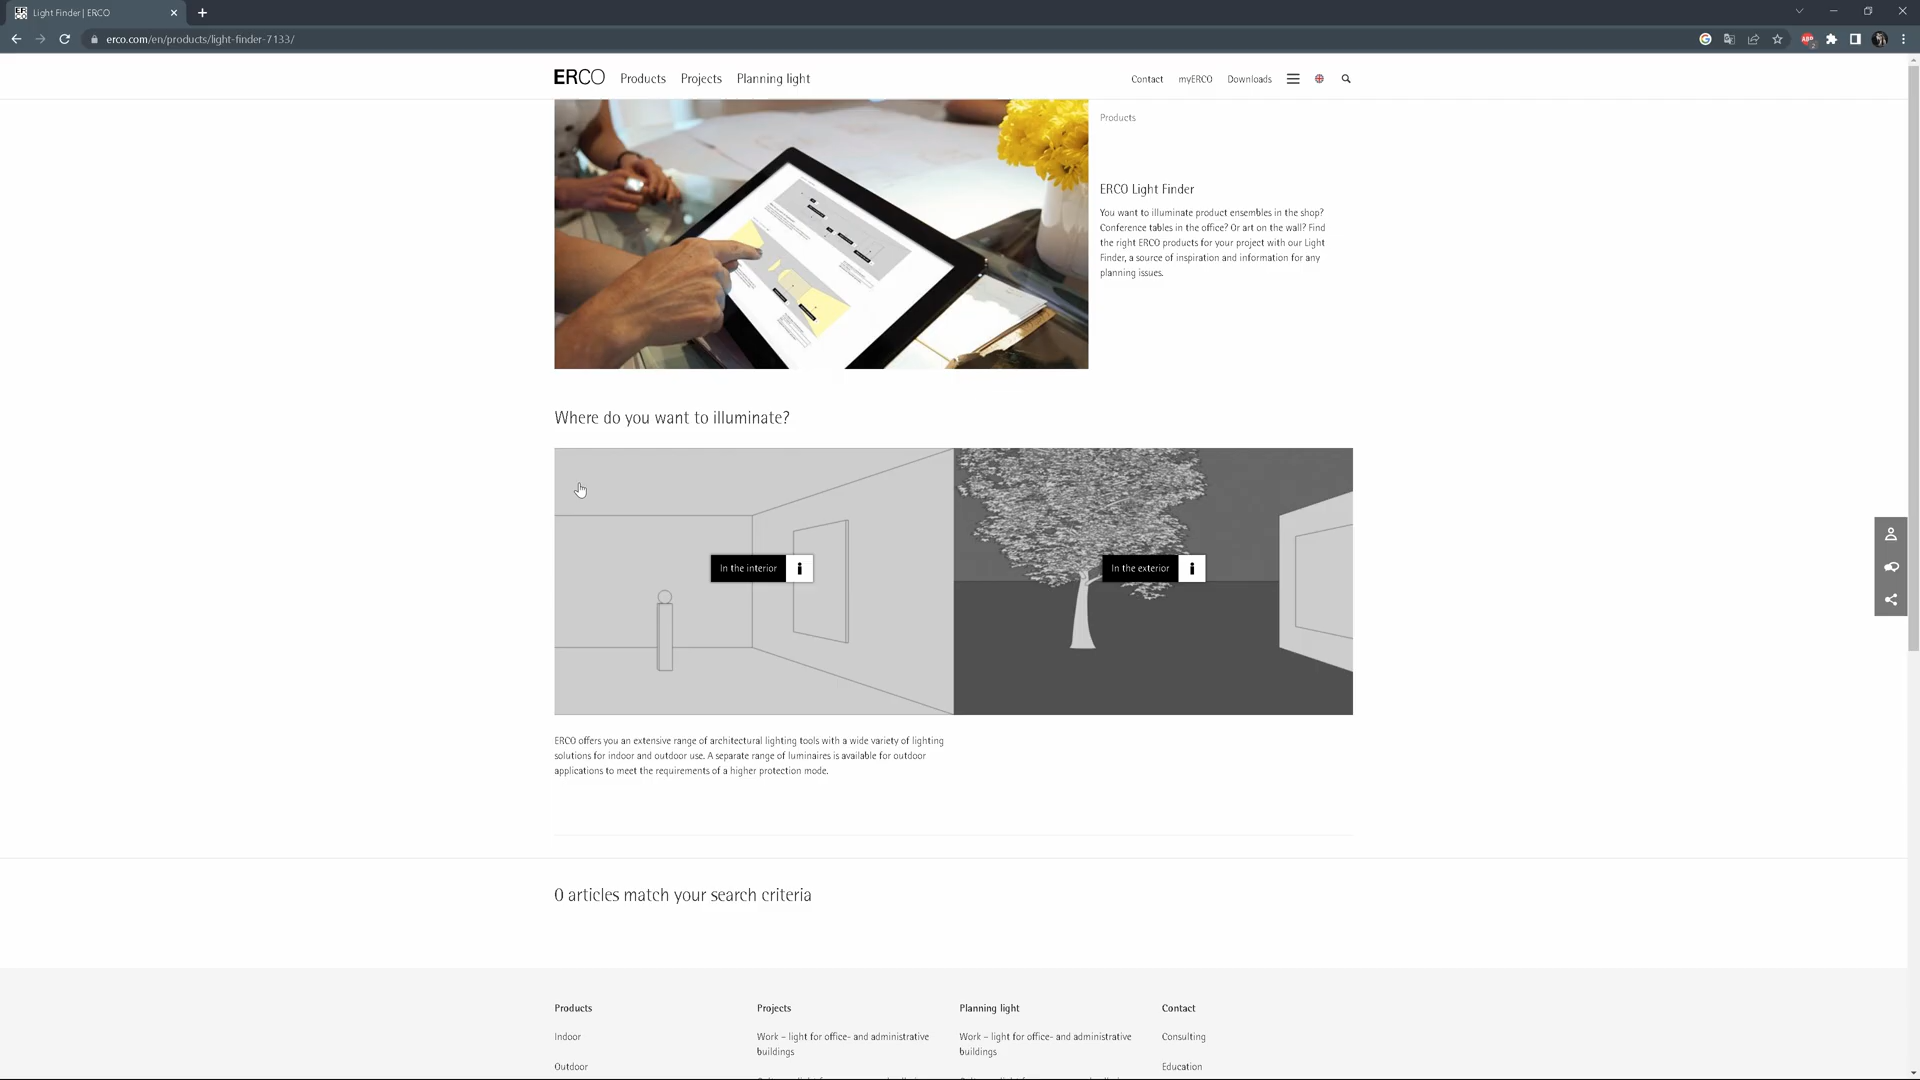 Light Finder | ERCO
erco.com/en/products/light-finder-7133/
ERCO Products Projects Planning light
Contact myERCO Downloads
Products
ERCO Light Finder
You want to illuminate product ensembles in the shop?
Conference tables in the office? Or art on the wall? Find
the right ERCO products for your project with our Light
Finder, a source of inspiration and information for any
planning issues.
Where do you want to illuminate?
In the interior i
In the exterior i
ERCO offers you an extensive range of architectural lighting tools with a wide variety of lighting
solutions for indoor and outdoor use. A separate range of luminaires is available for outdoor
applications to meet the requirements of a higher protection mode.
0 articles match your search criteria
Products
Indoor
Outdoor
Projects
Work – light for office- and administrative
buildings
Planning light
Work – light for office- and administrative
buildings
Contact
Consulting
Education